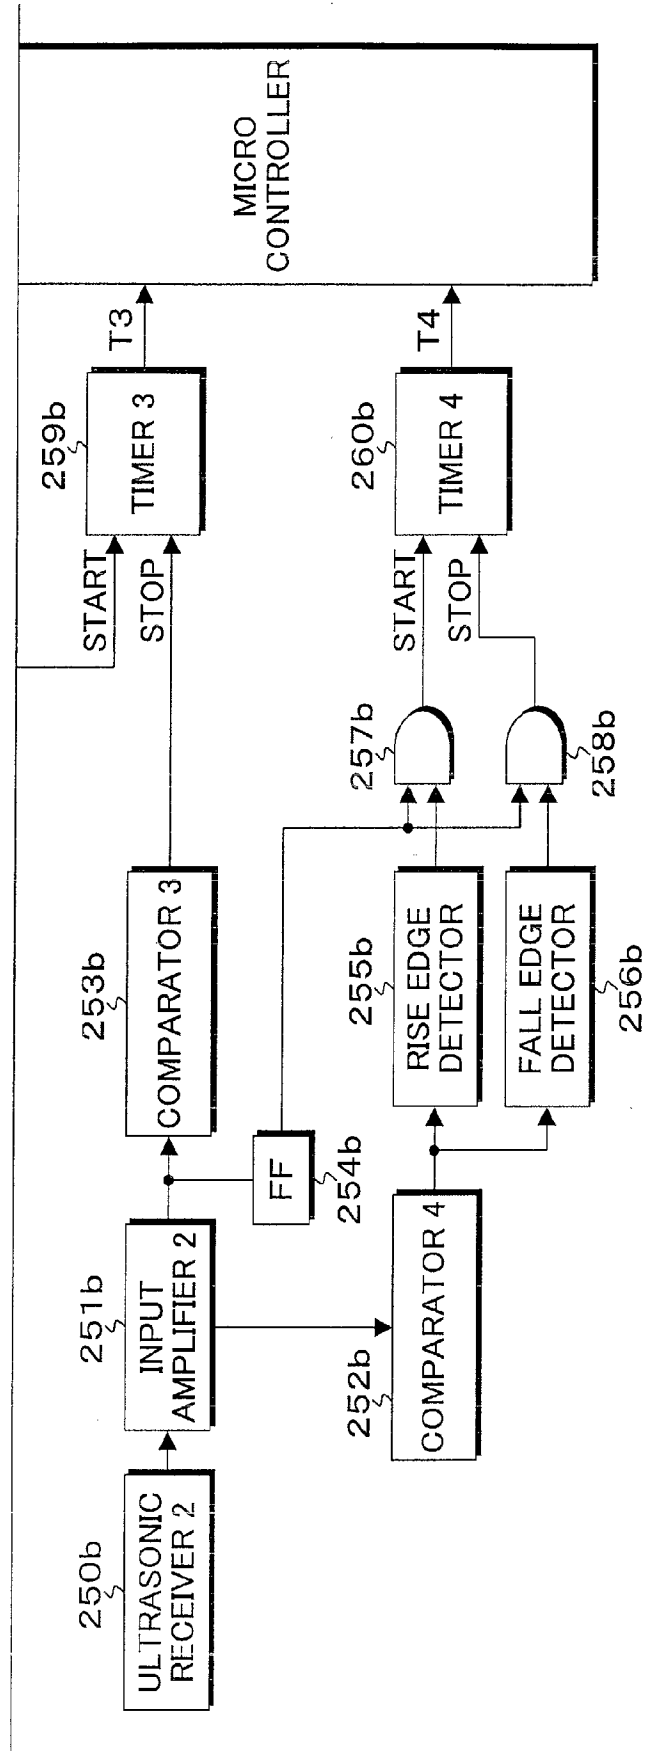 250b
ULTRASONIC
RECEIVER 2
251b
INPUT
AMPLIFIER 2
253b
COMPARATOR 3
FF
254b
252b
COMPARATOR 4
255b
RISE EDGE
DETECTOR
FALL EDGE
DETECTOR
256b
257b
258b
START
STOP
259b
TIMER 3
T3
START
STOP
260b
TIMER 4
T4
MICRO
CONTROLLER